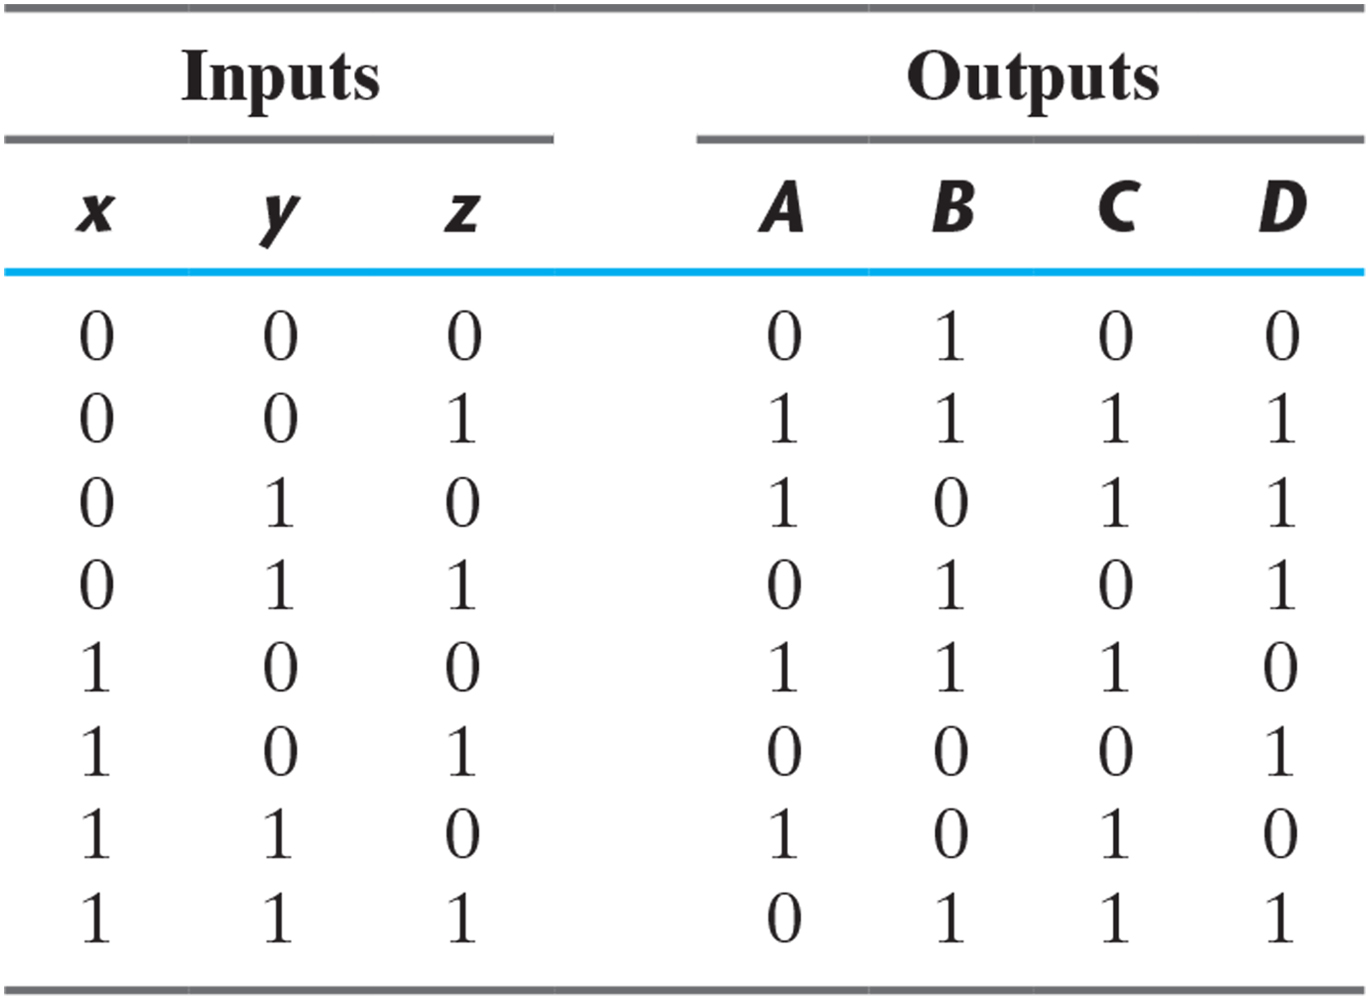 Inputs Outputs
x y z A B C D
0 0 0 0 1 0 0
0 0 1 1 1 1 1
0 1 0 1 0 1 1
0 1 1 0 1 0 1
1 0 0 1 1 1 0
1 0 1 0 0 0 1
1 1 0 1 0 1 0
1 1 1 0 1 1 1